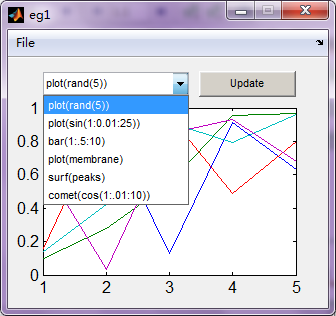 eg1
File
plot(rand(5))
Update
plot(rand(5))
plot(sin(1:0.01:25))
bar(1:.5:10)
plot(membrane)
surf(peaks)
comet(cos(1:.01:10))
1
0.8
0.6
0.4
0.2
0
1 2 3 4 5